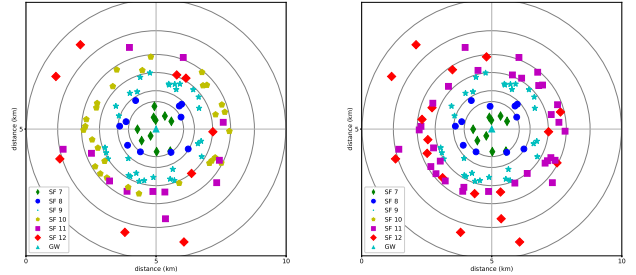 distance (km)
5
SF 7
SF 8
SF 9
SF 10
SF 11
SF 12
GW
0
5
10
distance (km)
distance (km)
5
SF 7
SF 8
SF 9
SF 10
SF 11
SF 12
GW
0
5
10
distance (km)